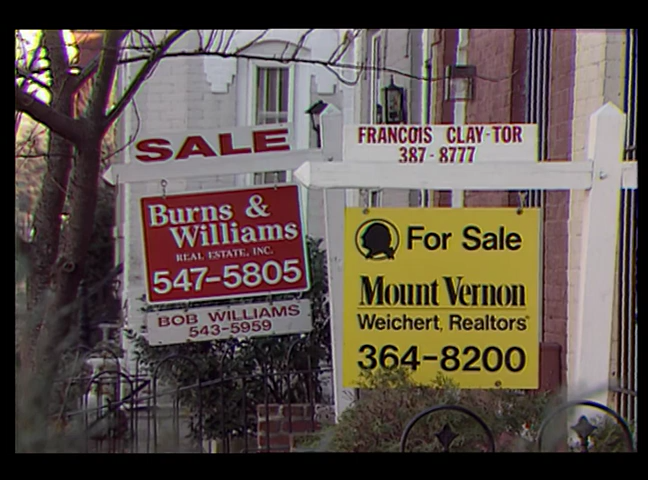 SALE
Burns &
Williams
REAL ESTATE, INC.
547-5805
BOB WILLIAMS
543-5959
FRANCOIS CLAY-TOR
387-8777
For Sale
Mount Vernon
Weichert, Realtors
364-8200